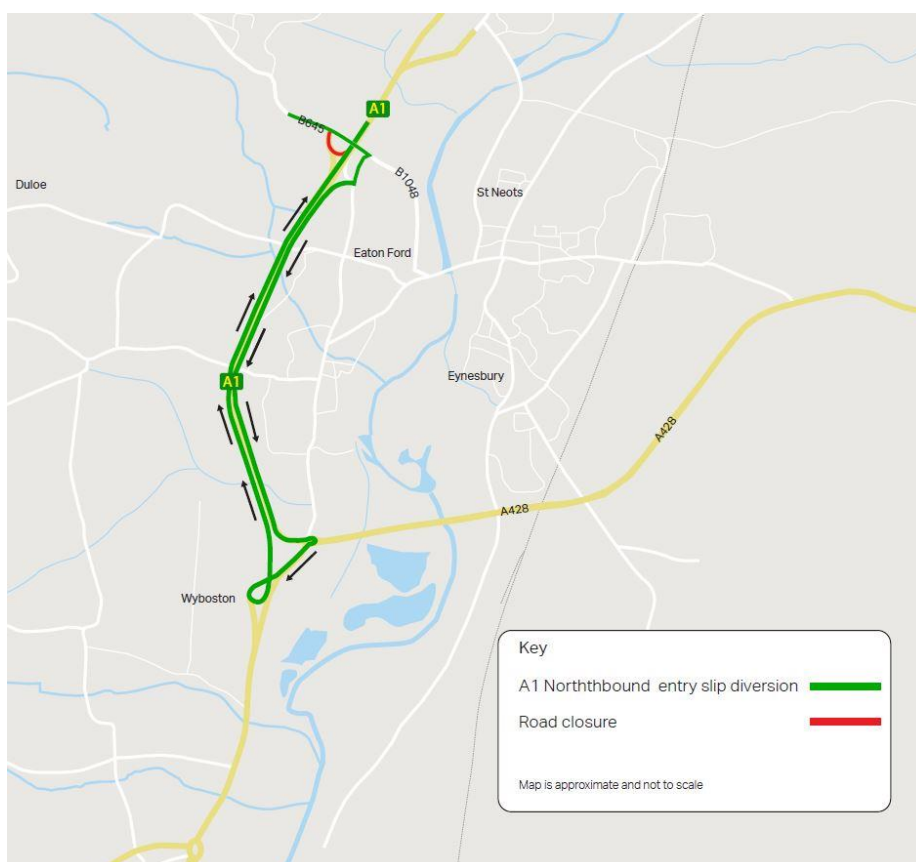 A1
B645
B1048
Duloe
St Neots
Eaton Ford
A1
Eynesbury
A428
A428
Wyboston
Key
A1 Norththbound entry slip diversion
Road closure
Map is approximate and not to scale